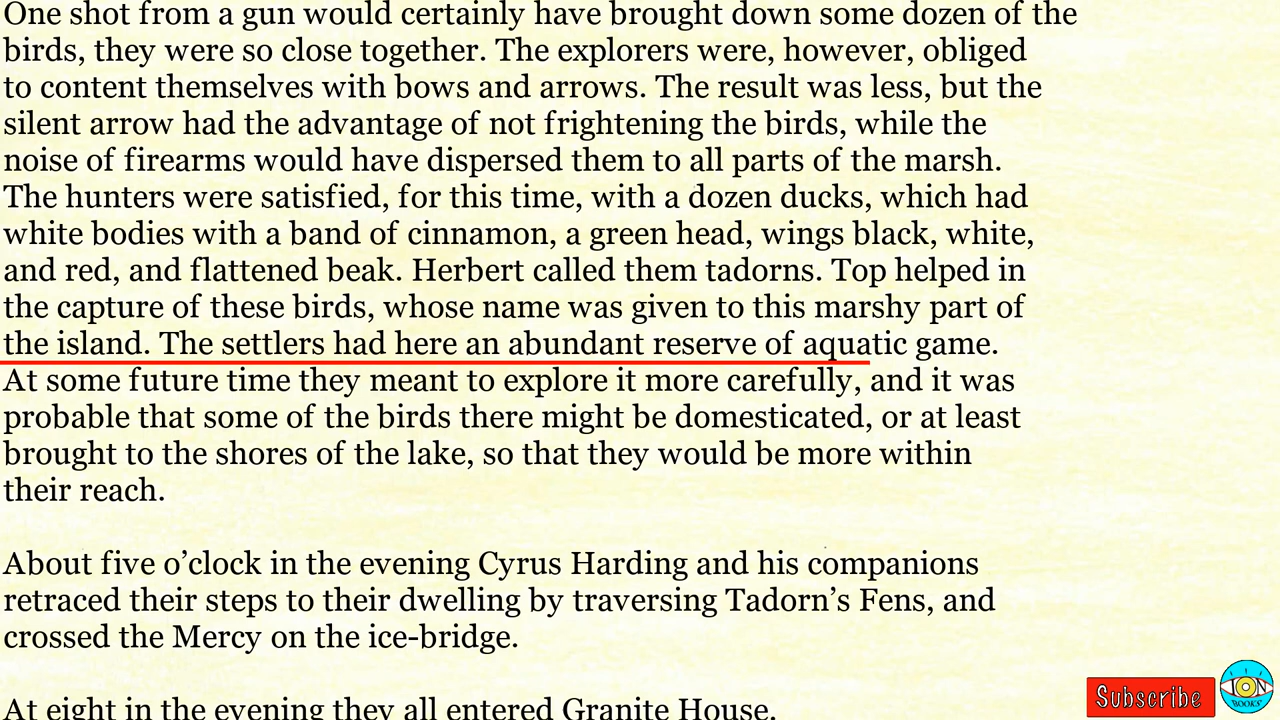 One shot from a gun would certainly have brought down some dozen of the
birds, they were so close together. The explorers were, however, obliged
to content themselves with bows and arrows. The result was less, but the
silent arrow had the advantage of not frightening the birds, while the
noise of firearms would have dispersed them to all parts of the marsh.
The hunters were satisfied, for this time, with a dozen ducks, which had
white bodies with a band of cinnamon, a green head, wings black, white,
and red, and flattened beak. Herbert called them tadorns. Top helped in
the capture of these birds, whose name was given to this marshy part of
the island. The settlers had here an abundant reserve of aquatic game.
At some future time they meant to explore it more carefully, and it was
probable that some of the birds there might be domesticated, or at least
brought to the shores of the lake, so that they would be more within
their reach.
About five o’clock in the evening Cyrus Harding and his companions
retraced their steps to their dwelling by traversing Tadorn’s Fens, and
crossed the Mercy on the ice-bridge.
At eight in the evening they all entered Granite House.
Subscribe
ION
BOOKS